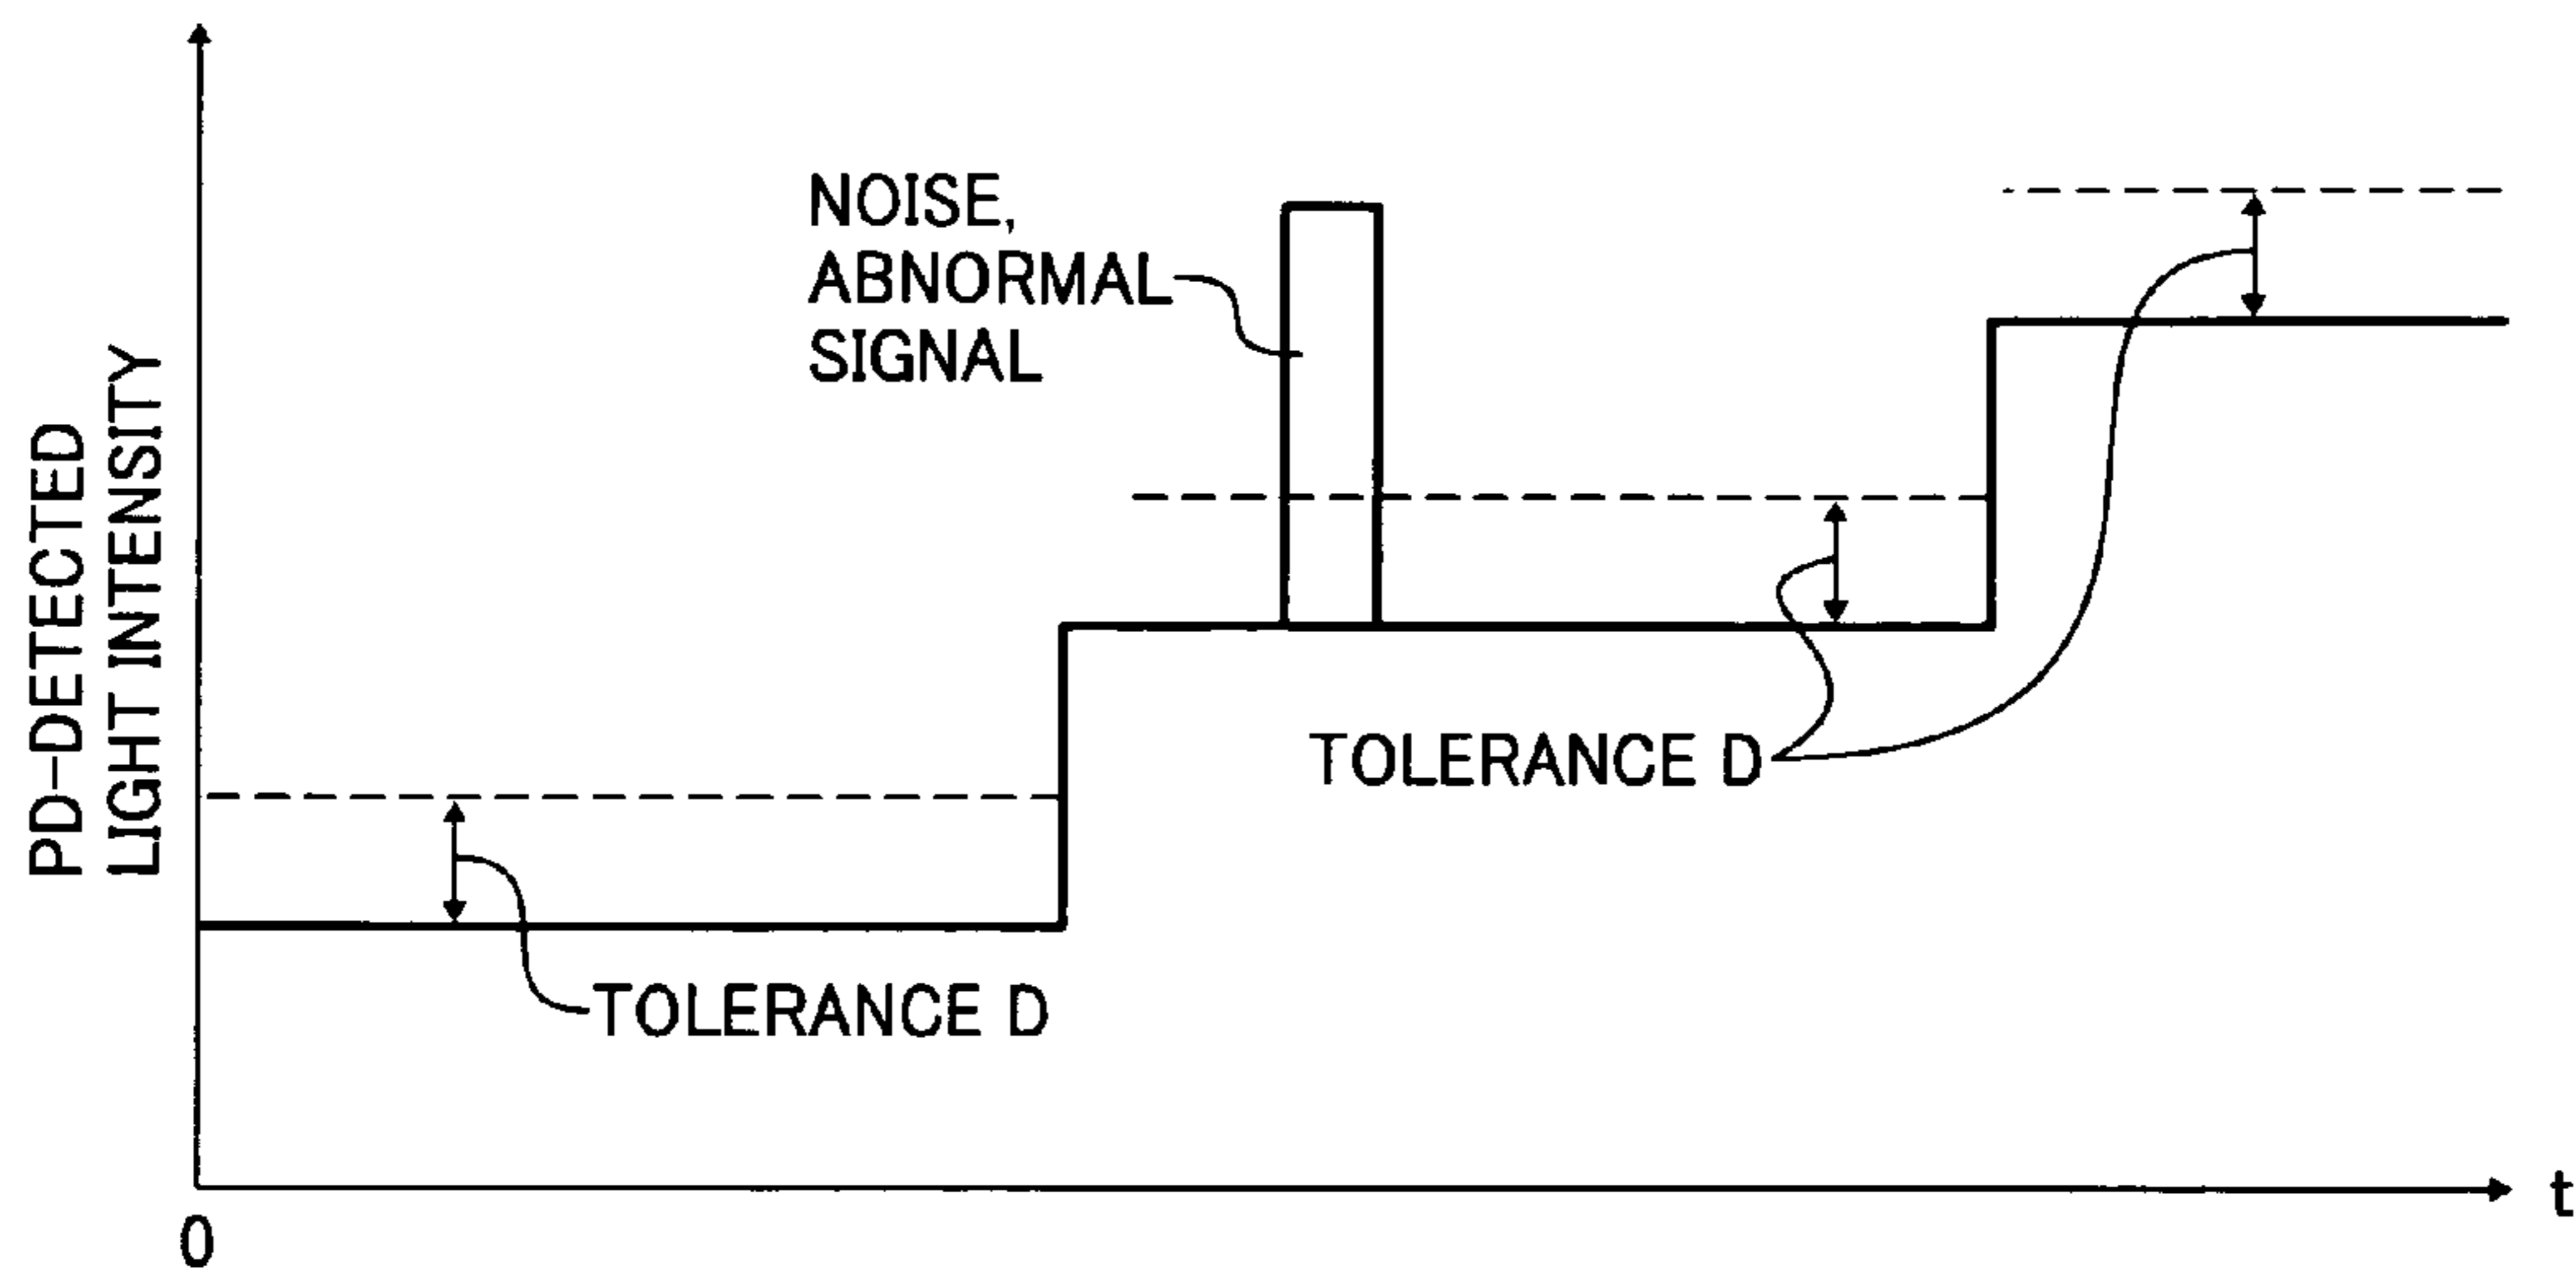 PD-DETECTED
LIGHT INTENSITY
NOISE,
ABNORMAL
SIGNAL
TOLERANCE D
TOLERANCE D
0
t